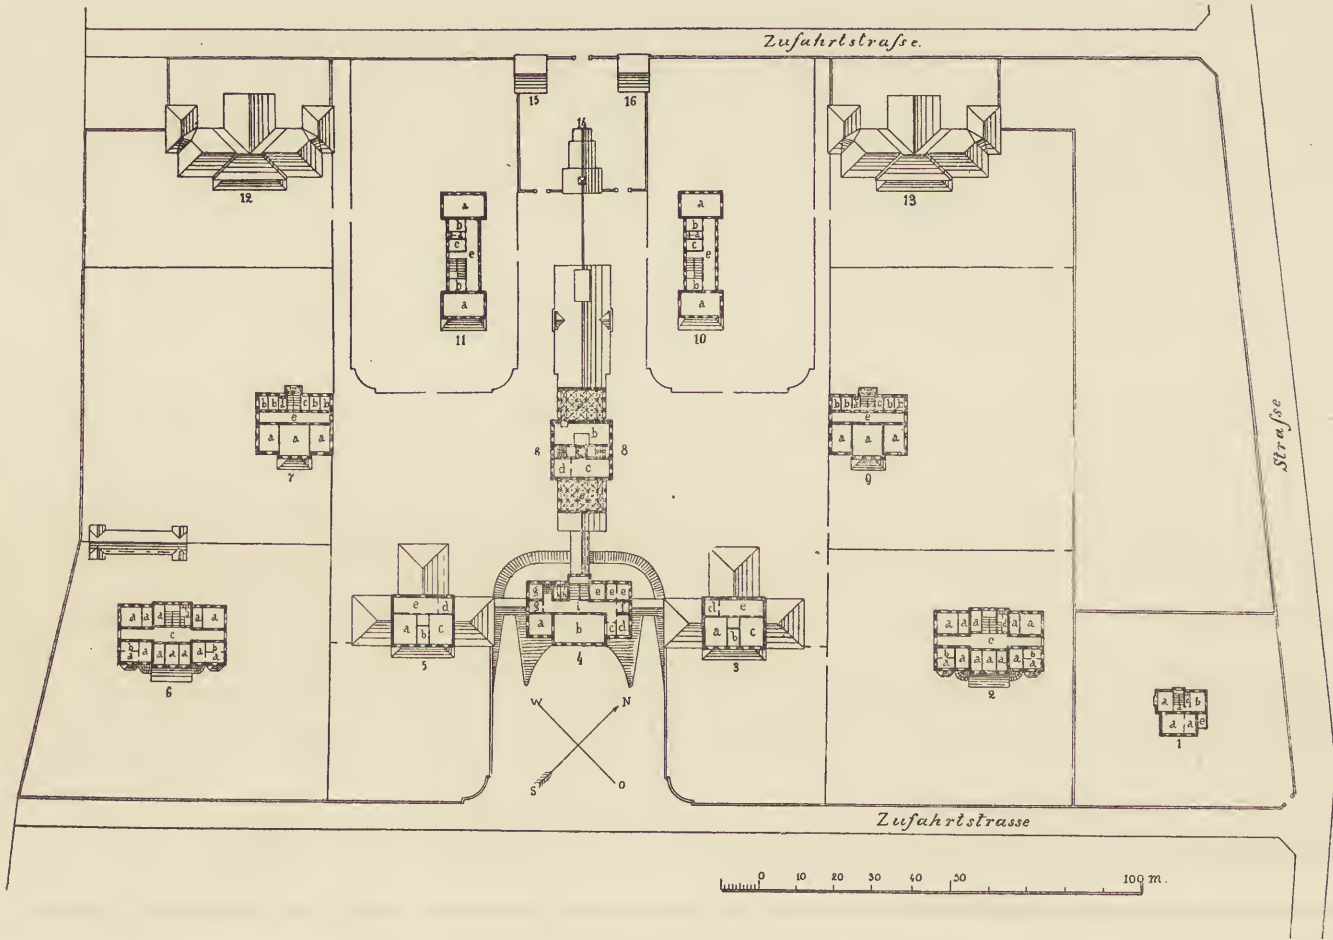 Zufahrtstraſse.
15 16
14
12 13
a a
b b
d d
c c
e e
b b
a a
11 10
b b c b b b b c b b
e e
a a a a a a
7 9
b
8 8
d c
Straſse
g i e e e
e d d e
g i f
a b c a b c d a b c
5 4 3
a a a a a a a a a a
c c
b a a a a a a b a b a a a a a a b a
6 2
a c b
a a e
1
W N
S O
Zufahrtstrasse
0 10 20 30 40 50 100 m.